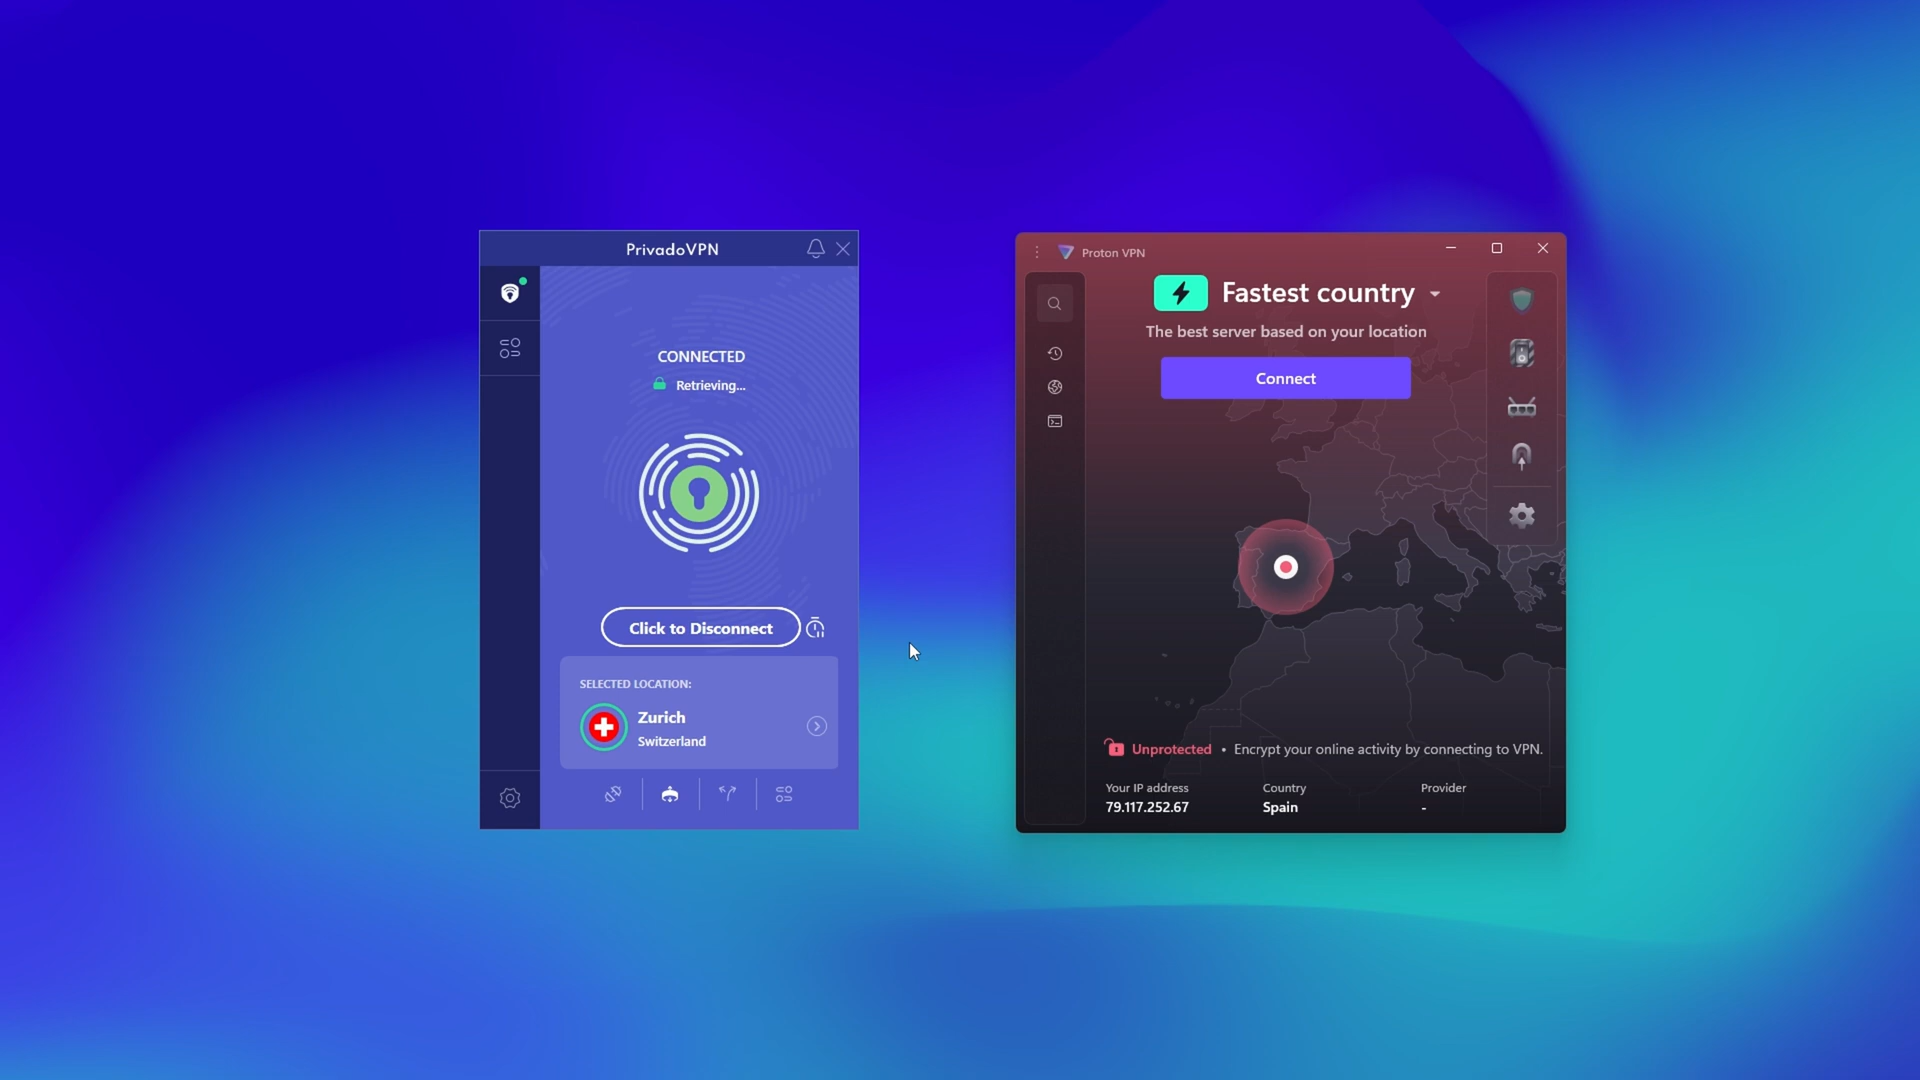 PrivadoVPN
CONNECTED
Retrieving...
Click to Disconnect
SELECTED LOCATION:
Zurich
Switzerland
Proton VPN
Fastest country
The best server based on your location
Connect
Unprotected • Encrypt your online activity by connecting to VPN.
Your IP address Country Provider
79.117.252.67 Spain -